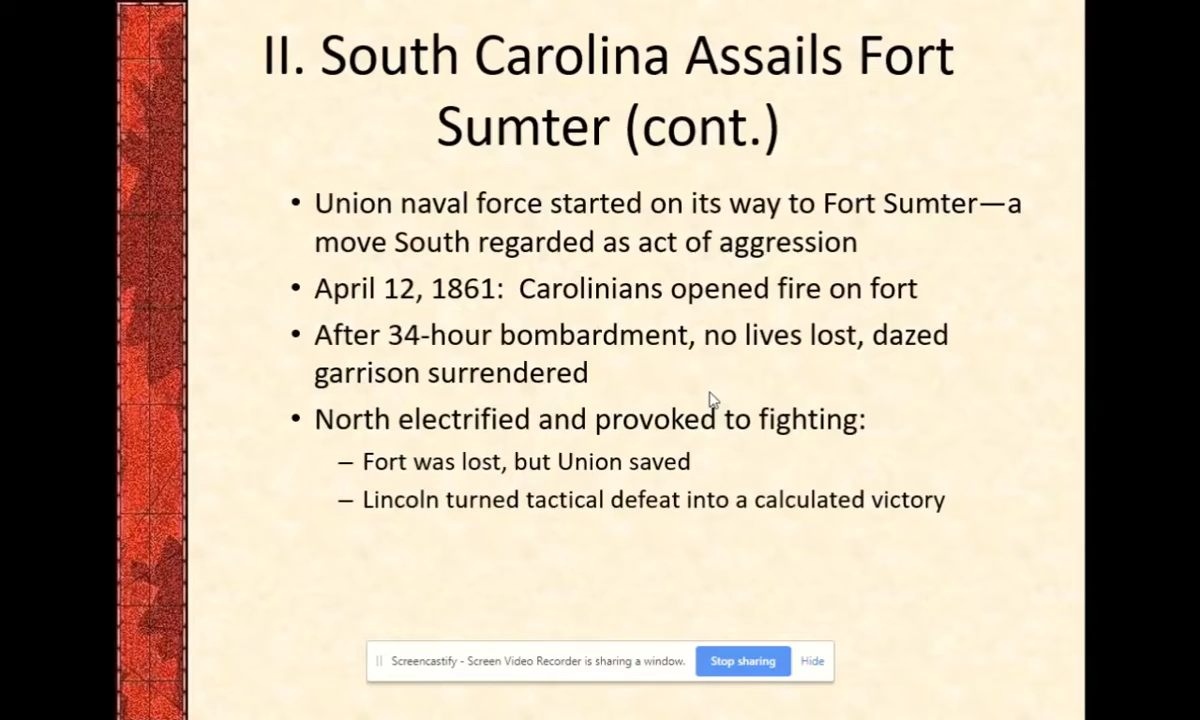 II. South Carolina Assails Fort
Sumter (cont.)
• Union naval force started on its way to Fort Sumter—a
move South regarded as act of aggression
• April 12, 1861:  Carolinians opened fire on fort
• After 34-hour bombardment, no lives lost, dazed
garrison surrendered
• North electrified and provoked to fighting:
– Fort was lost, but Union saved
– Lincoln turned tactical defeat into a calculated victory
Screencastify - Screen Video Recorder is sharing a window. Stop sharing Hide